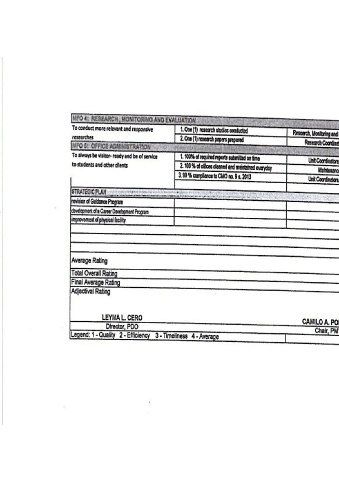 MFO 4: RESEARCH, MONITORING AND EVALUATION
To conduct more relevant and responsive researches
1. One (1) research studies conducted
Research, Monitoring and
2. One (1) research papers prepared
Research Coordinat
MFO 5: OFFICE ADMINISTRATION
To always be visitor- ready and be of service to students and other clients
1. 100% of required reports submitted on time
Unit Coordinators
2. 100 % of offices cleaned and maintained everyday
Maintenance
3. 90 % compliance to CMO no. 9 s. 2013
Unit Coordinators
STRATEGIC PLAN
revision of Guidance Program
development of a Career Development Program
improvement of physical facility
Average Rating
Total Overall Rating
Final Average Rating
Adjectival Rating
LEYMA L. CERO
CAMILO A. PO
Director, PDO
Chair, PM
Legend: 1 - Quality 2 - Efficiency 3 - Timeliness 4 - Average